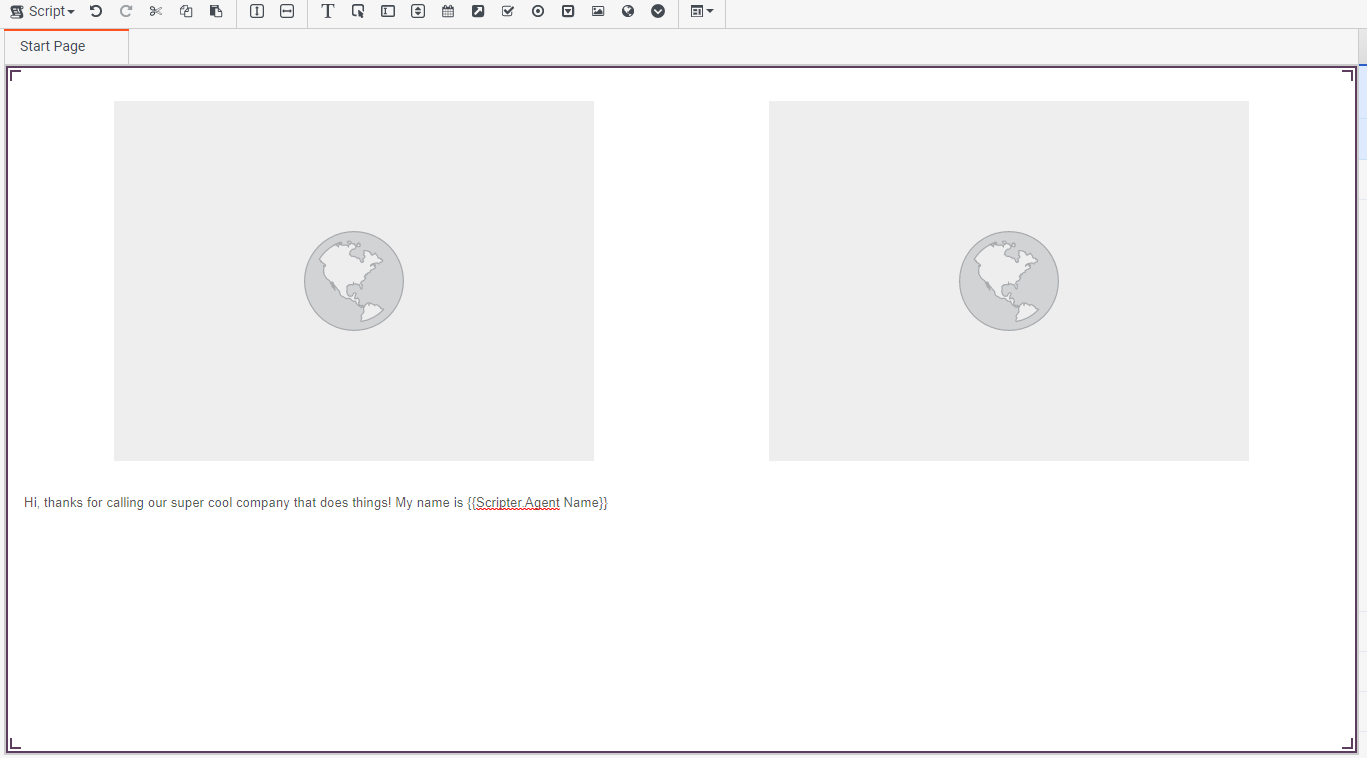 Script
Start Page
Hi, thanks for calling our super cool company that does things! My name is {{Scripter.Agent Name}}